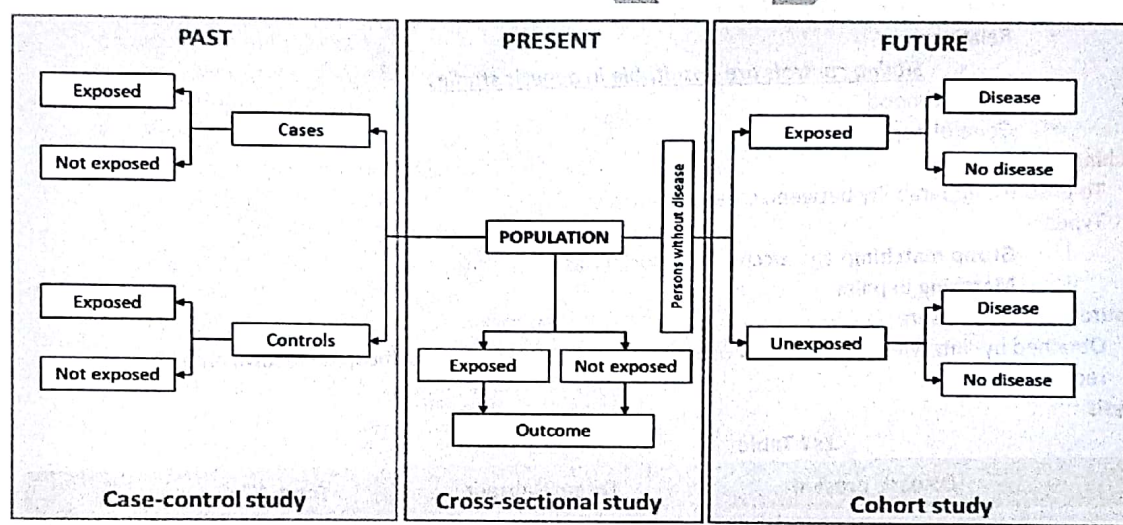 PAST
Exposed
Cases
Not exposed
Exposed
Controls
Not exposed
Case-control study
PRESENT
POPULATION
Persons without disease
Exposed
Not exposed
Outcome
Cross-sectional study
FUTURE
Exposed
Disease
No disease
Unexposed
Disease
No disease
Cohort study